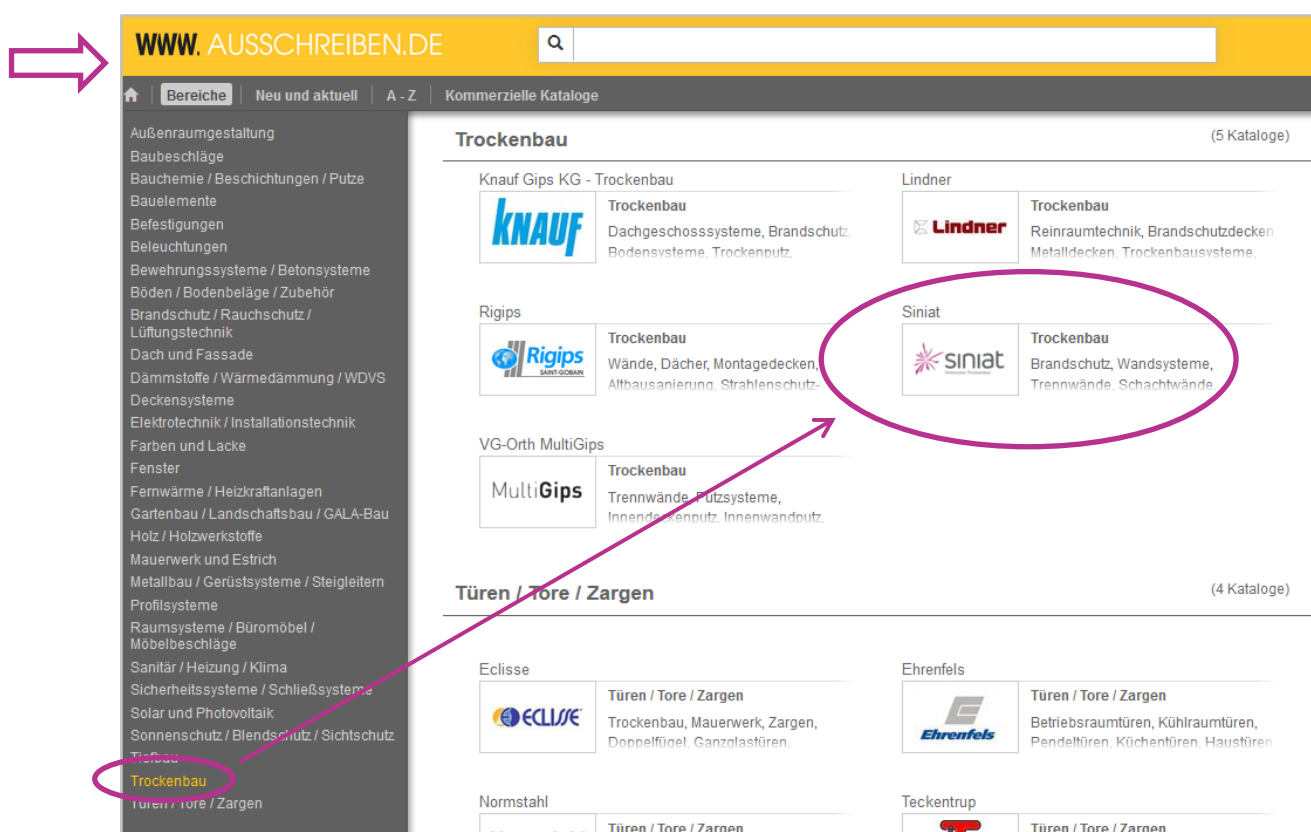 WWW. AUSSCHREIBEN.DE
Bereiche
Neu und aktuell
A - Z
Kommerzielle Kataloge
Außenraumgestaltung
Baubeschläge
Bauchemie / Beschichtungen / Putze
Bauelemente
Befestigungen
Beleuchtungen
Bewehrungssysteme / Betonsysteme
Böden / Bodenbeläge / Zubehör
Brandschutz / Rauchschutz /
Lüftungstechnik
Dach und Fassade
Dämmstoffe / Wärmedämmung / WDVS
Deckensysteme
Elektrotechnik / Installationstechnik
Farben und Lacke
Fenster
Fernwärme / Heizkraftanlagen
Gartenbau / Landschaftsbau / GALA-Bau
Holz / Holzwerkstoffe
Mauerwerk und Estrich
Metallbau / Gerüstsysteme / Steigleitern
Profilsysteme
Raumsysteme / Büromöbel /
Möbelbeschläge
Sanitär / Heizung / Klima
Sicherheitssysteme / Schließsysteme
Solar und Photovoltaik
Sonnenschutz / Blendschutz / Sichtschutz
Tiefbau
Trockenbau
Türen / Tore / Zargen
Trockenbau
(5 Kataloge)
Knauf Gips KG - Trockenbau
KNAUF
Trockenbau
Dachgeschosssysteme, Brandschutz,
Bodensysteme, Trockenputz,
Lindner
Lindner
Trockenbau
Reinraumtechnik, Brandschutzdecken,
Metalldecken, Trockenbausysteme,
Rigips
Rigips
SAINT-GOBAIN
Trockenbau
Wände, Dächer, Montagedecken,
Altbausanierung, Strahlenschutz-
Siniat
siniat
Trockenbau
Brandschutz, Wandsysteme,
Trennwände, Schachtwände,
VG-Orth MultiGips
MultiGips
Trockenbau
Trennwände, Putzsysteme,
Innendeckenputz, Innenwandputz,
Türen / Tore / Zargen
(4 Kataloge)
Eclisse
ECLISSE
Türen / Tore / Zargen
Trockenbau, Mauerwerk, Zargen,
Doppelflügel, Ganzglastüren,
Ehrenfels
Ehrenfels
Türen / Tore / Zargen
Betriebsraumtüren, Kühlraumtüren,
Pendeltüren, Küchentüren, Haustüren
Normstahl
Türen / Tore / Zargen
Teckentrup
Türen / Tore / Zargen